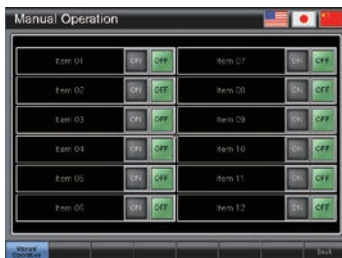 Manual Operation
Item 01 ON OFF Item 07 ON OFF
Item 02 ON OFF Item 08 ON OFF
Item 03 ON OFF Item 09 ON OFF
Item 04 ON OFF Item 10 ON OFF
Item 05 ON OFF Item 11 ON OFF
Item 06 ON OFF Item 12 ON OFF
Manual
Operation Back